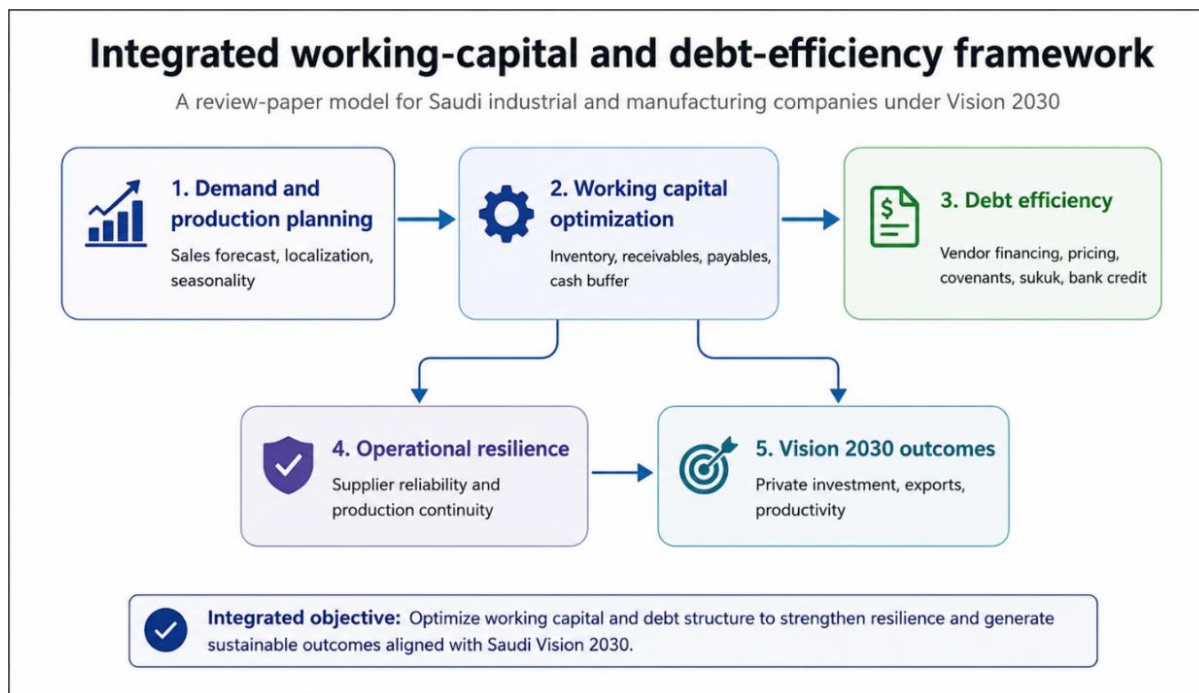 Integrated working-capital and debt-efficiency framework
A review-paper model for Saudi industrial and manufacturing companies under Vision 2030
1. Demand and
production planning
Sales forecast, localization,
seasonality
2. Working capital
optimization
Inventory, receivables, payables,
cash buffer
3. Debt efficiency
Vendor financing, pricing,
covenants, sukuk, bank credit
4. Operational resilience
Supplier reliability and
production continuity
5. Vision 2030 outcomes
Private investment, exports,
productivity
Integrated objective: Optimize working capital and debt structure to strengthen resilience and generate
sustainable outcomes aligned with Saudi Vision 2030.